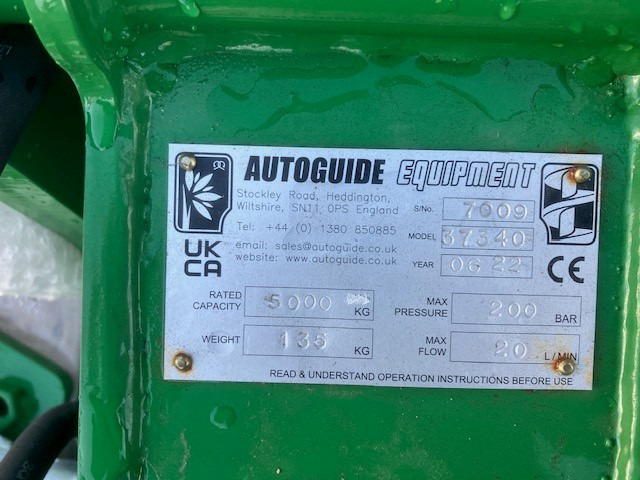 AUTOGUIDE EQUIPMENT
Stockley Road, Heddington,
Wiltshire, SN11 0PS England
Tel: +44 (0) 1380 850885
email: sales@autoguide.co.uk
website: www.autoguide.co.uk
S/No. 7009
MODEL 37340
YEAR 06 22
UK
CA
CE
RATED
CAPACITY 5000 KG
MAX
PRESSURE 200 BAR
WEIGHT 135 KG
MAX
FLOW 20 L/MIN
READ & UNDERSTAND OPERATION INSTRUCTIONS BEFORE USE